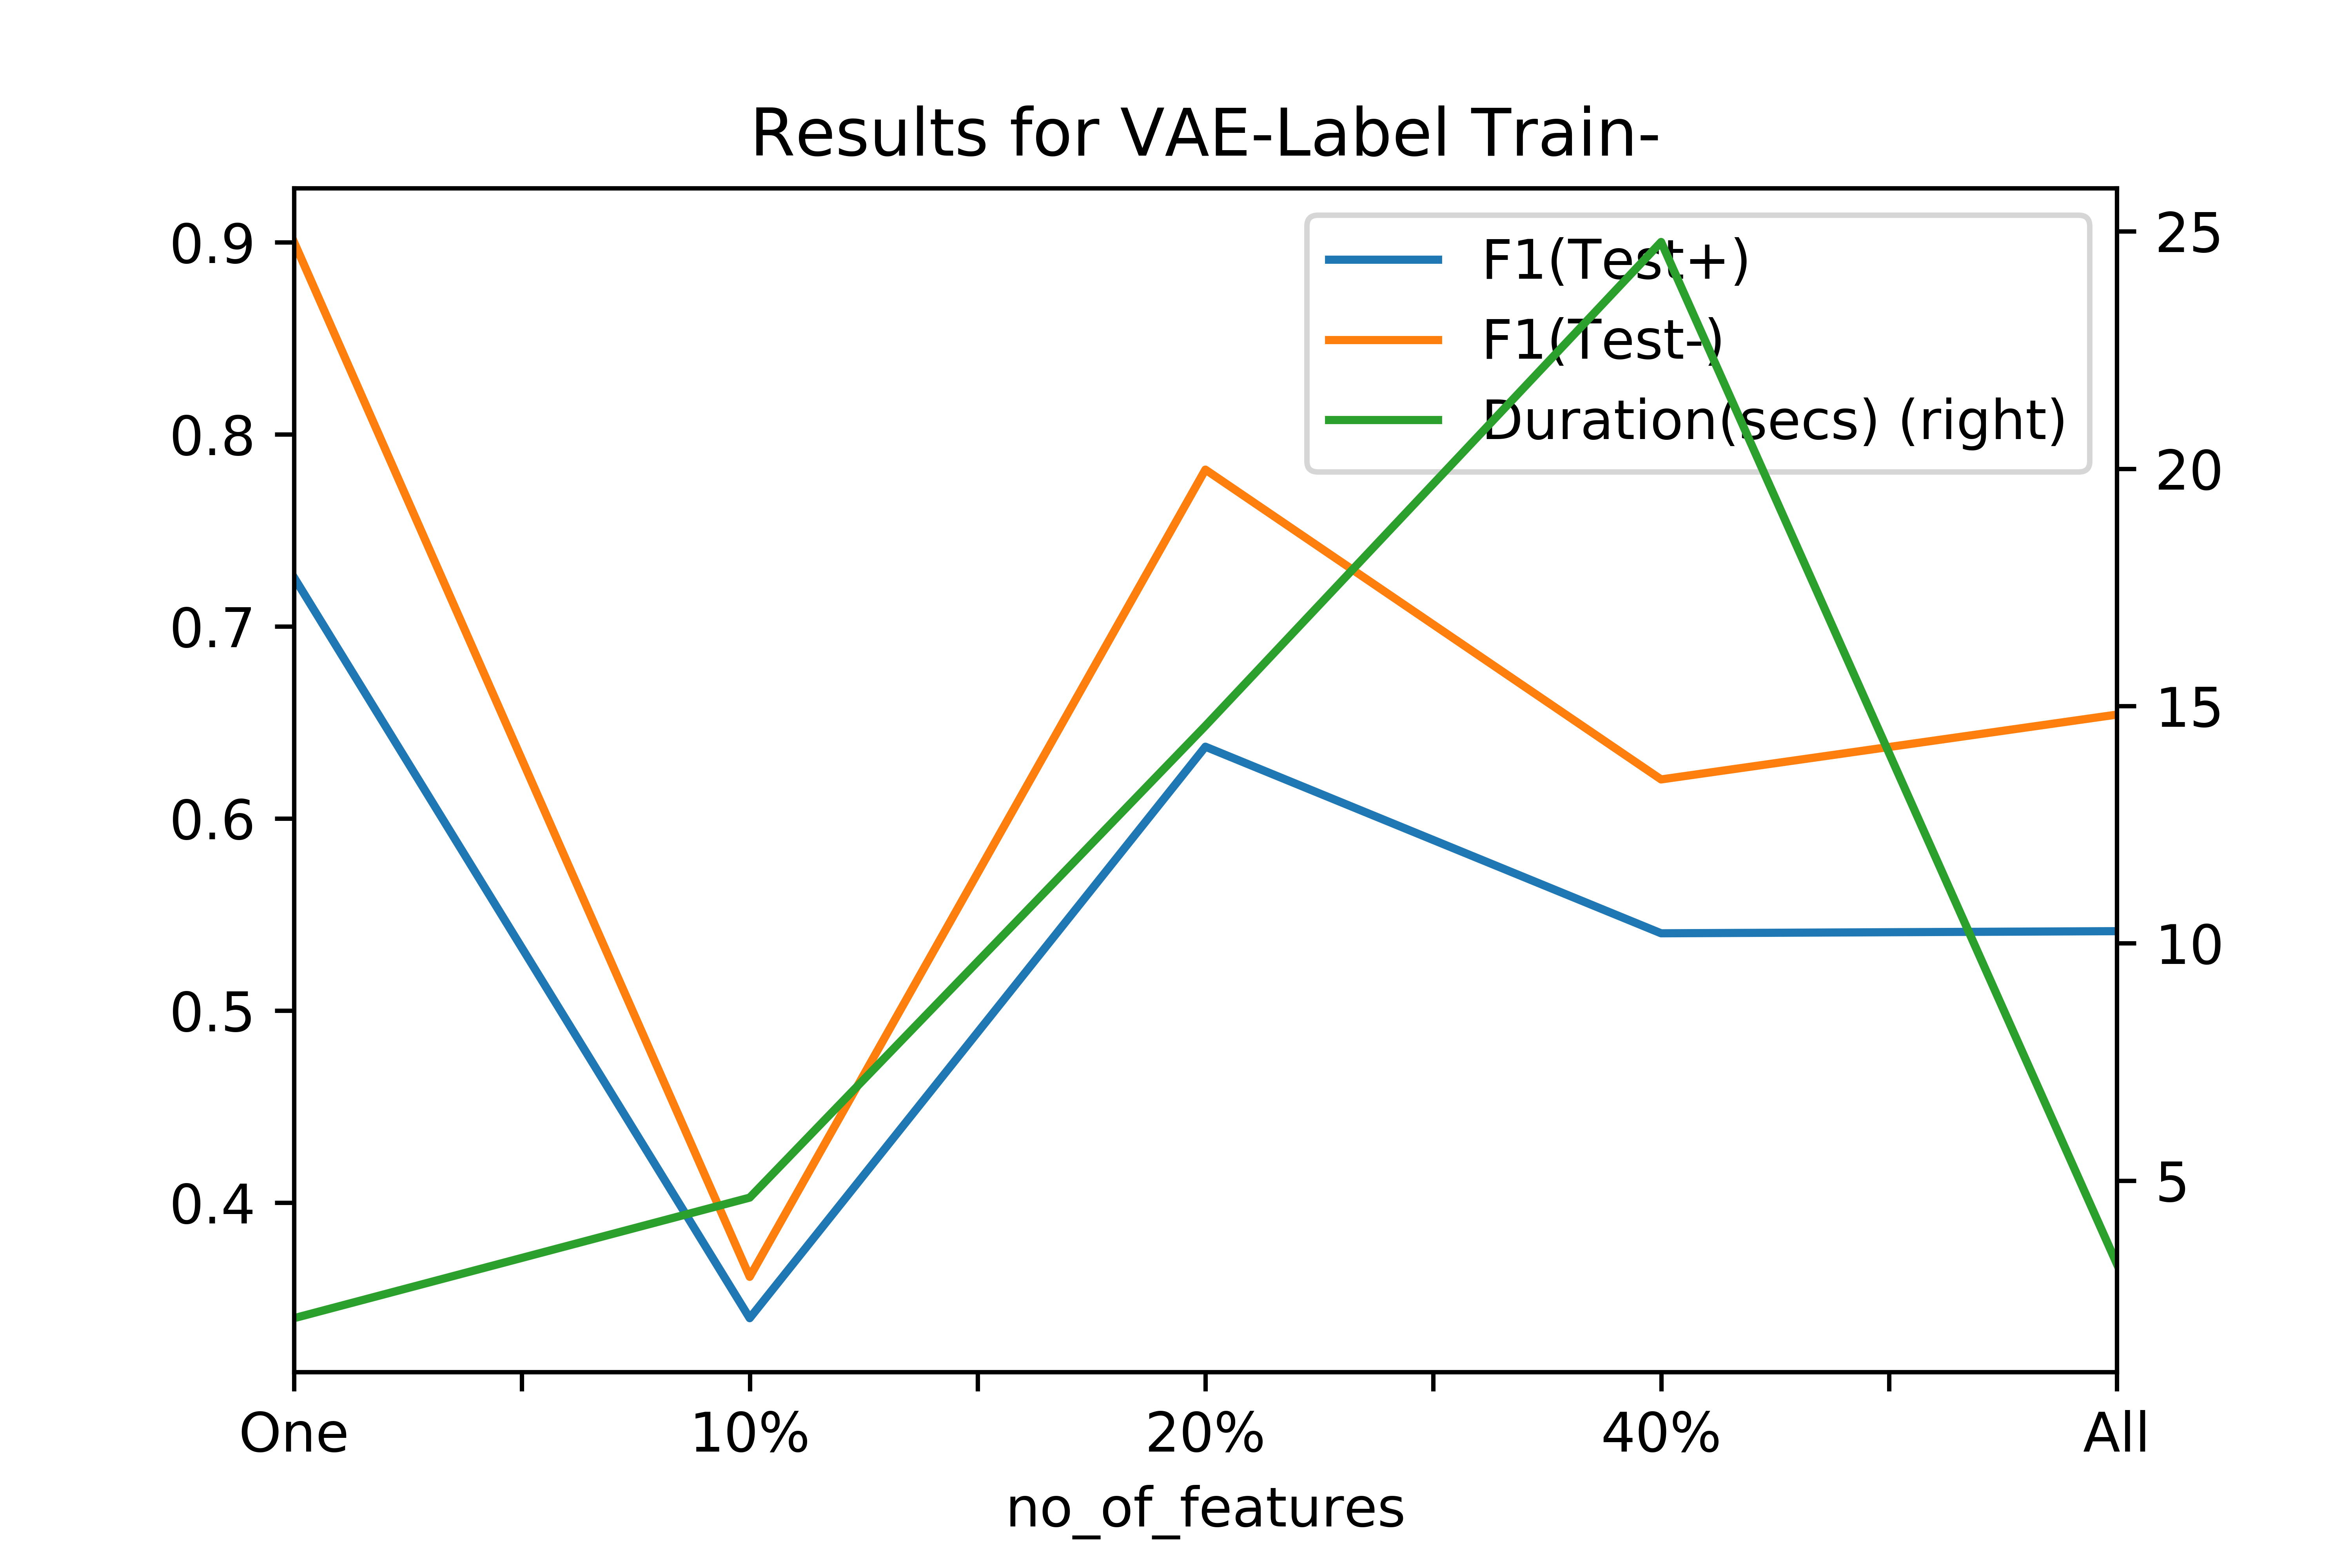 Results for VAE-Label Train-
F1(Test+)
F1(Test-)
Duration(secs) (right)
0.9
0.8
0.7
0.6
0.5
0.4
25
20
15
10
5
One 10% 20% 40% All
no_of_features